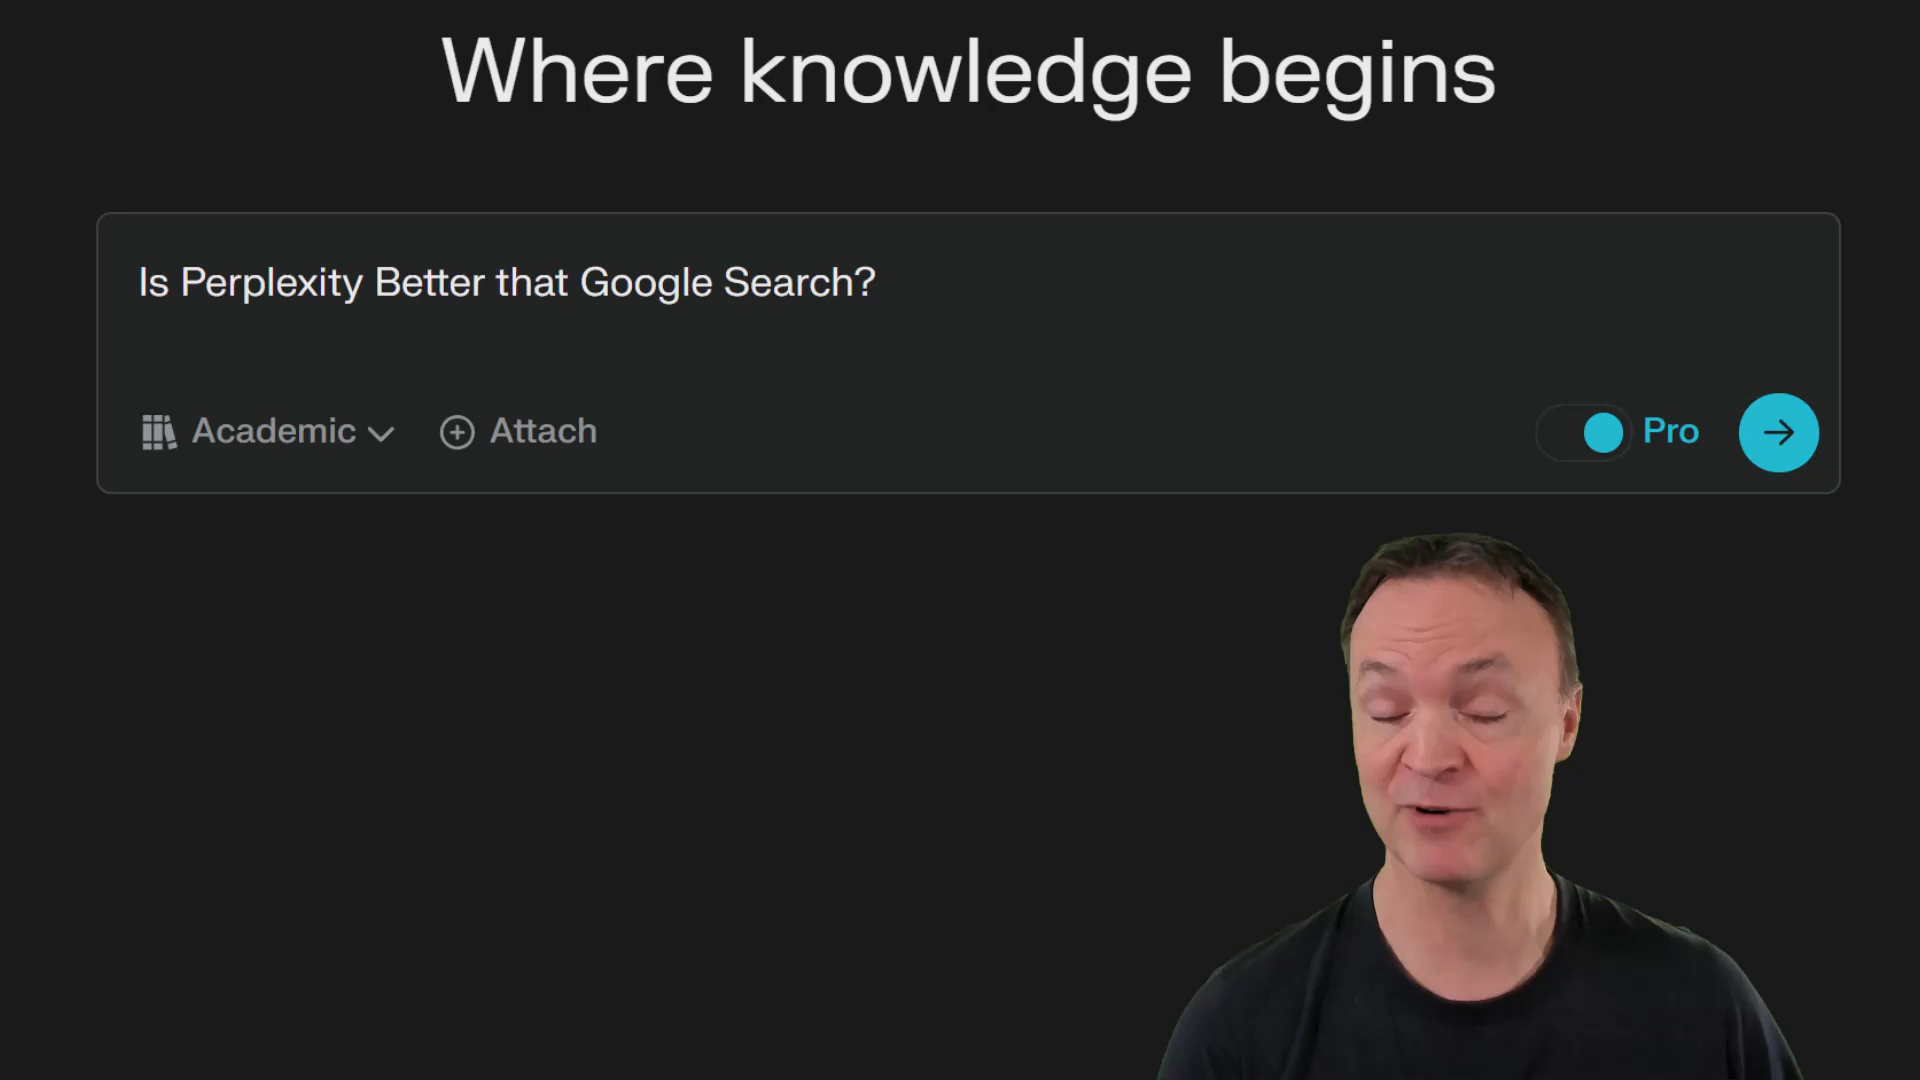 Where knowledge begins
Is Perplexity Better that Google Search?
Academic
Attach
Pro